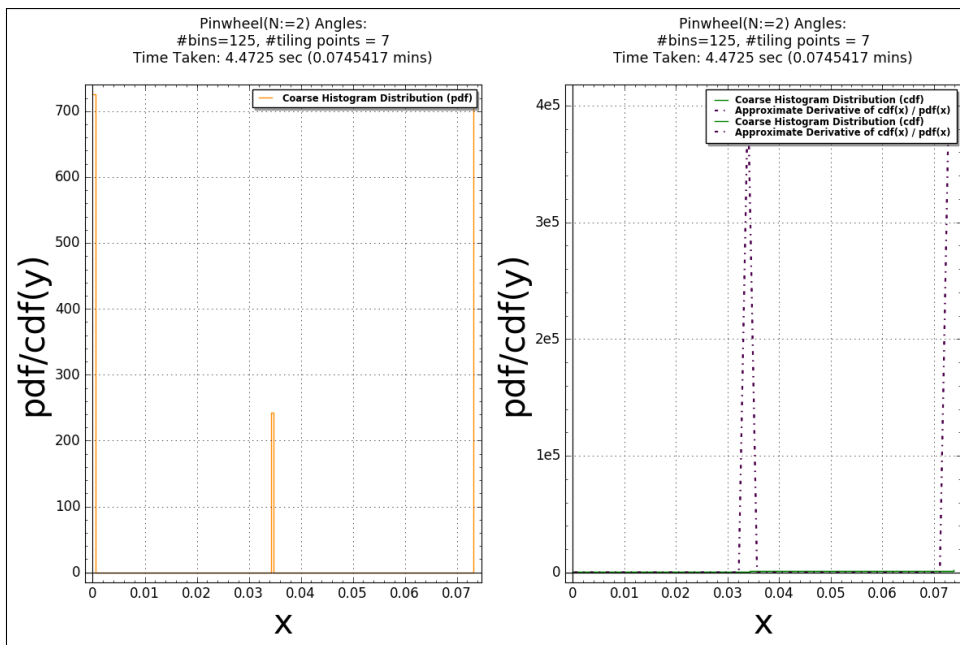 Pinwheel(N:=2) Angles:
#bins=125, #tiling points = 7
Time Taken: 4.4725 sec (0.0745417 mins)
Coarse Histogram Distribution (pdf)
700
600
500
400
300
200
100
0
pdf/cdf(y)
0 0.01 0.02 0.03 0.04 0.05 0.06 0.07
x
Pinwheel(N:=2) Angles:
#bins=125, #tiling points = 7
Time Taken: 4.4725 sec (0.0745417 mins)
Coarse Histogram Distribution (cdf)
Approximate Derivative of cdf(x) / pdf(x)
Coarse Histogram Distribution (cdf)
Approximate Derivative of cdf(x) / pdf(x)
4e5
3e5
2e5
1e5
0
pdf/cdf(y)
0 0.01 0.02 0.03 0.04 0.05 0.06 0.07
x